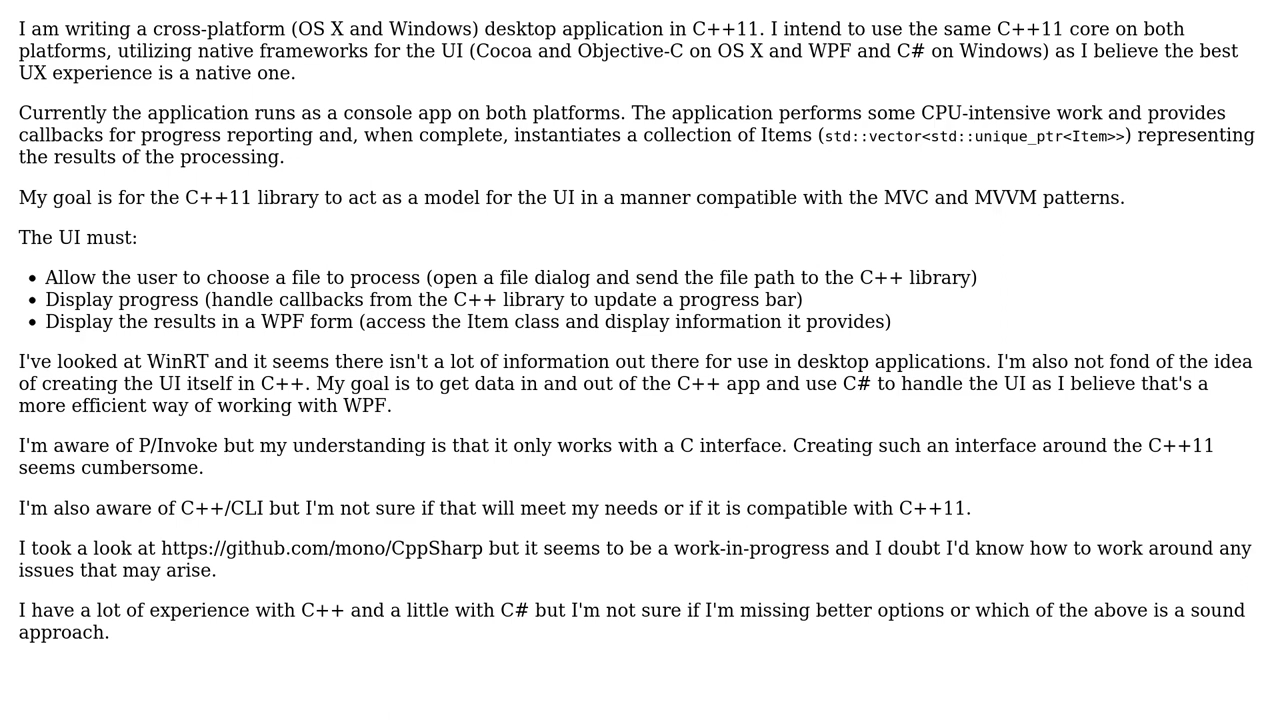 I am writing a cross-platform (OS X and Windows) desktop application in C++11. I intend to use the same C++11 core on both
platforms, utilizing native frameworks for the UI (Cocoa and Objective-C on OS X and WPF and C# on Windows) as I believe the best
UX experience is a native one.
Currently the application runs as a console app on both platforms. The application performs some CPU-intensive work and provides
callbacks for progress reporting and, when complete, instantiates a collection of Items (std::vector<std::unique_ptr<Item>>) representing
the results of the processing.
My goal is for the C++11 library to act as a model for the UI in a manner compatible with the MVC and MVVM patterns.
The UI must:
• Allow the user to choose a file to process (open a file dialog and send the file path to the C++ library)
• Display progress (handle callbacks from the C++ library to update a progress bar)
• Display the results in a WPF form (access the Item class and display information it provides)
I've looked at WinRT and it seems there isn't a lot of information out there for use in desktop applications. I'm also not fond of the idea
of creating the UI itself in C++. My goal is to get data in and out of the C++ app and use C# to handle the UI as I believe that's a
more efficient way of working with WPF.
I'm aware of P/Invoke but my understanding is that it only works with a C interface. Creating such an interface around the C++11
seems cumbersome.
I'm also aware of C++/CLI but I'm not sure if that will meet my needs or if it is compatible with C++11.
I took a look at https://github.com/mono/CppSharp but it seems to be a work-in-progress and I doubt I'd know how to work around any
issues that may arise.
I have a lot of experience with C++ and a little with C# but I'm not sure if I'm missing better options or which of the above is a sound
approach.